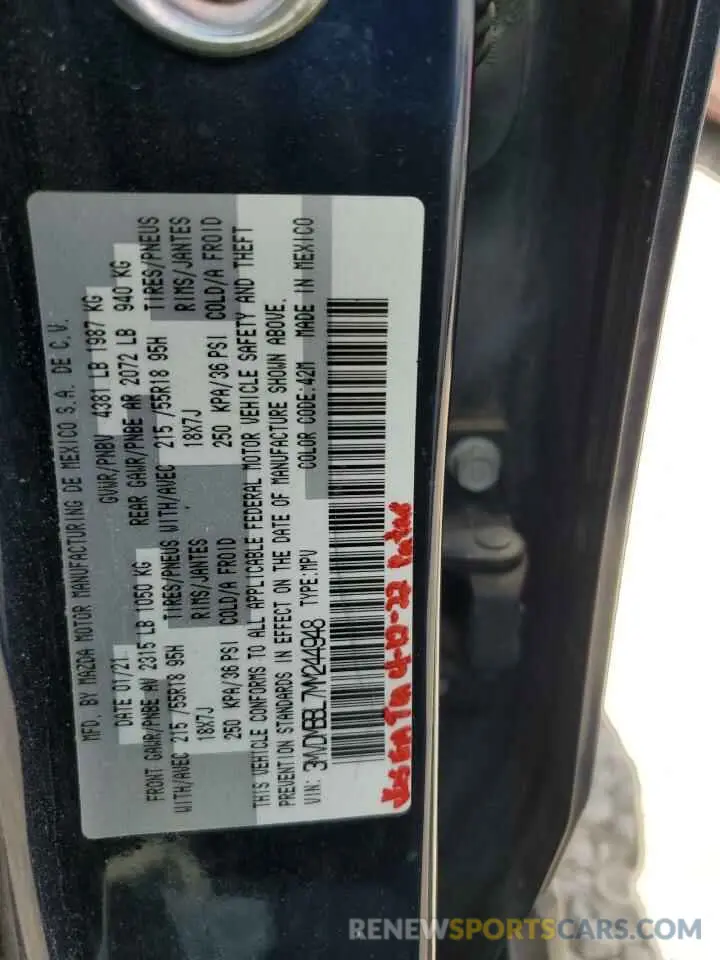 MFD. BY MAZDA MOTOR MANUFACTURING DE MEXICO S.A. DE C.V.
DATE 01/21 GVWR/PNBV 4381 LB 1987 KG
FRONT GAWR/PNBE AV 2315 LB 1050 KG REAR GAWR/PNBE AR 2072 LB 940 KG
WITH/AVEC 215 /55R18 95H TIRES/PNEUS WITH/AVEC 215 /55R18 95H TIRES/PNEUS
18X7J RIMS/JANTES 18X7J RIMS/JANTES
250 KPA/36 PSI COLD/A FROID 250 KPA/36 PSI COLD/A FROID
THIS VEHICLE CONFORMS TO ALL APPLICABLE FEDERAL MOTOR VEHICLE SAFETY AND THEFT
PREVENTION STANDARDS IN EFFECT ON THE DATE OF MANUFACTURE SHOWN ABOVE.
VIN: 3MVDMBBL7MM244948 TYPE:MPV COLOR CODE:42M MADE IN MEXICO
RENEWSPORTSCARS.COM